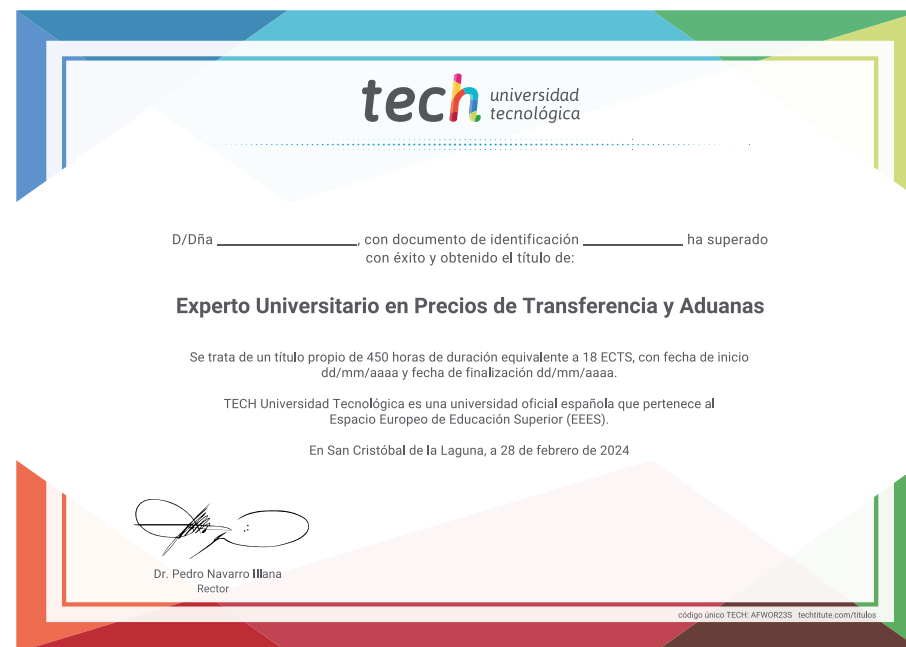 tech universidad
tecnológica
D/Dña ______________, con documento de identificación __________ ha superado
con éxito y obtenido el título de:
Experto Universitario en Precios de Transferencia y Aduanas
Se trata de un título propio de 450 horas de duración equivalente a 18 ECTS, con fecha de inicio
dd/mm/aaaa y fecha de finalización dd/mm/aaaa.
TECH Universidad Tecnológica es una universidad oficial española que pertenece al
Espacio Europeo de Educación Superior (EEES).
En San Cristóbal de la Laguna, a 28 de febrero de 2024
Dr. Pedro Navarro Illana
Rector
código único TECH: AFWOR23S techtitute.com/titulos